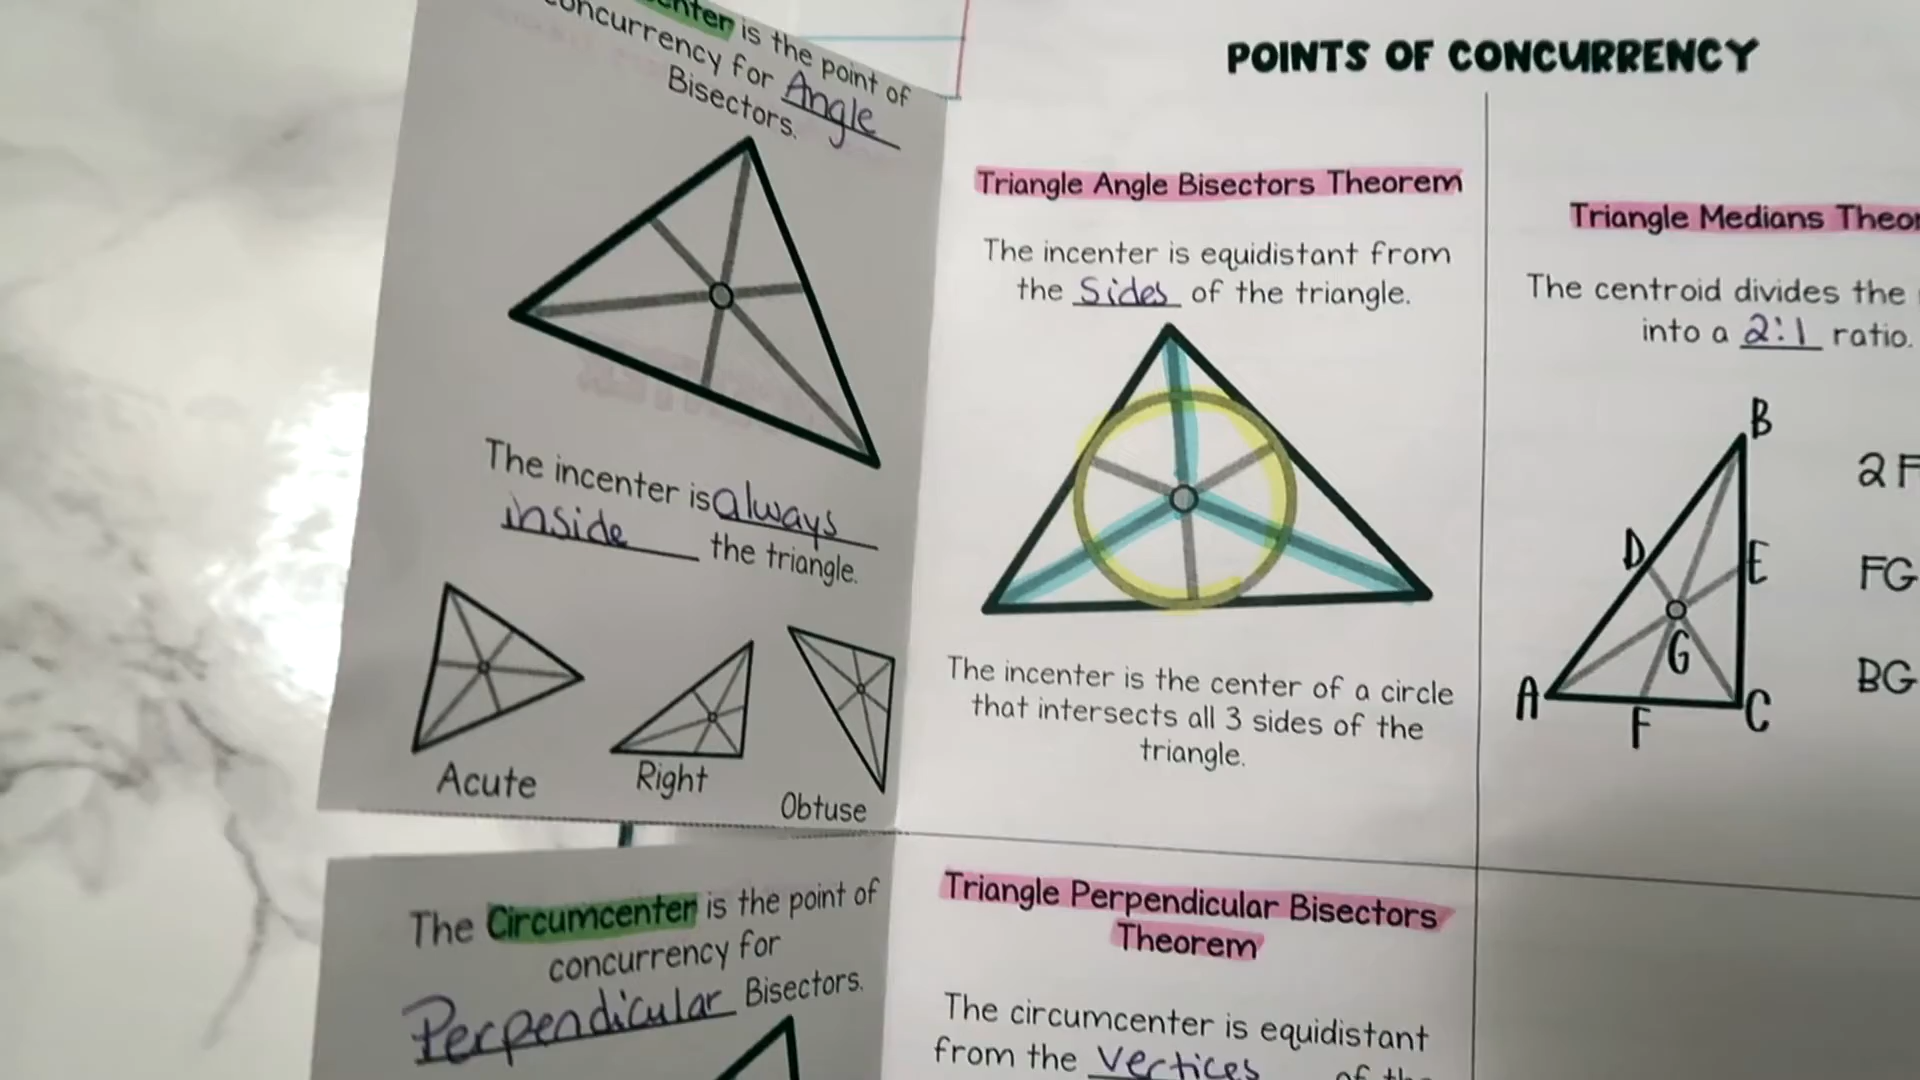 is the point of
concurrency for Angle
Bisectors.
The incenter is always
inside the triangle.
Acute
Right
Obtuse
The Circumcenter is the point of
concurrency for
Perpendicular Bisectors.
POINTS OF CONCURRENCY
Triangle Angle Bisectors Theorem
The incenter is equidistant from
the Sides of the triangle.
The incenter is the center of a circle
that intersects all 3 sides of the
triangle.
Triangle Perpendicular Bisectors
Theorem
The circumcenter is equidistant
from the vertices of
Triangle Medians
The centroid divides the
into a 2:1 ratio.
B
D
E
G
A
F
C
2F
FG
BG